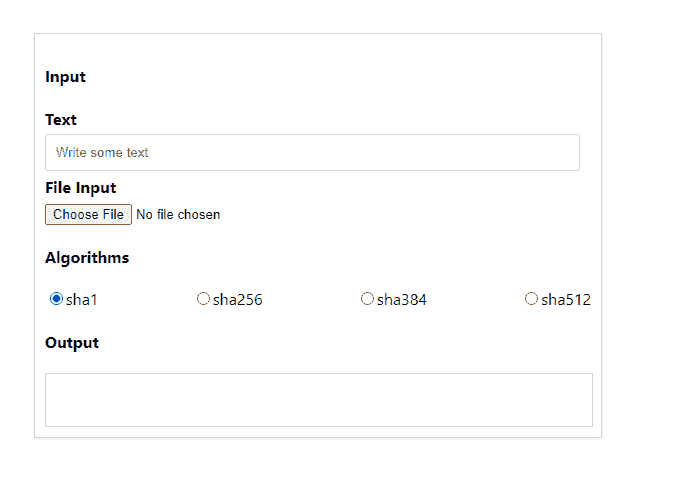 Input
Text
Write some text
File Input
Choose File No file chosen
Algorithms
sha1 sha256 sha384 sha512
Output